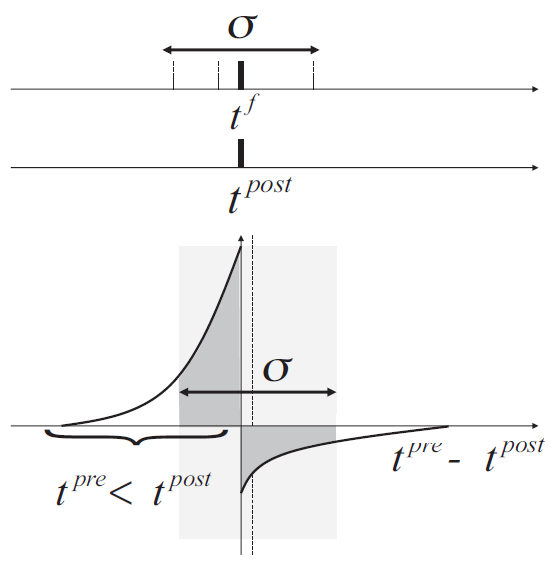 σ
t^f
t^post
σ
t^pre - t^post
t^pre < t^post